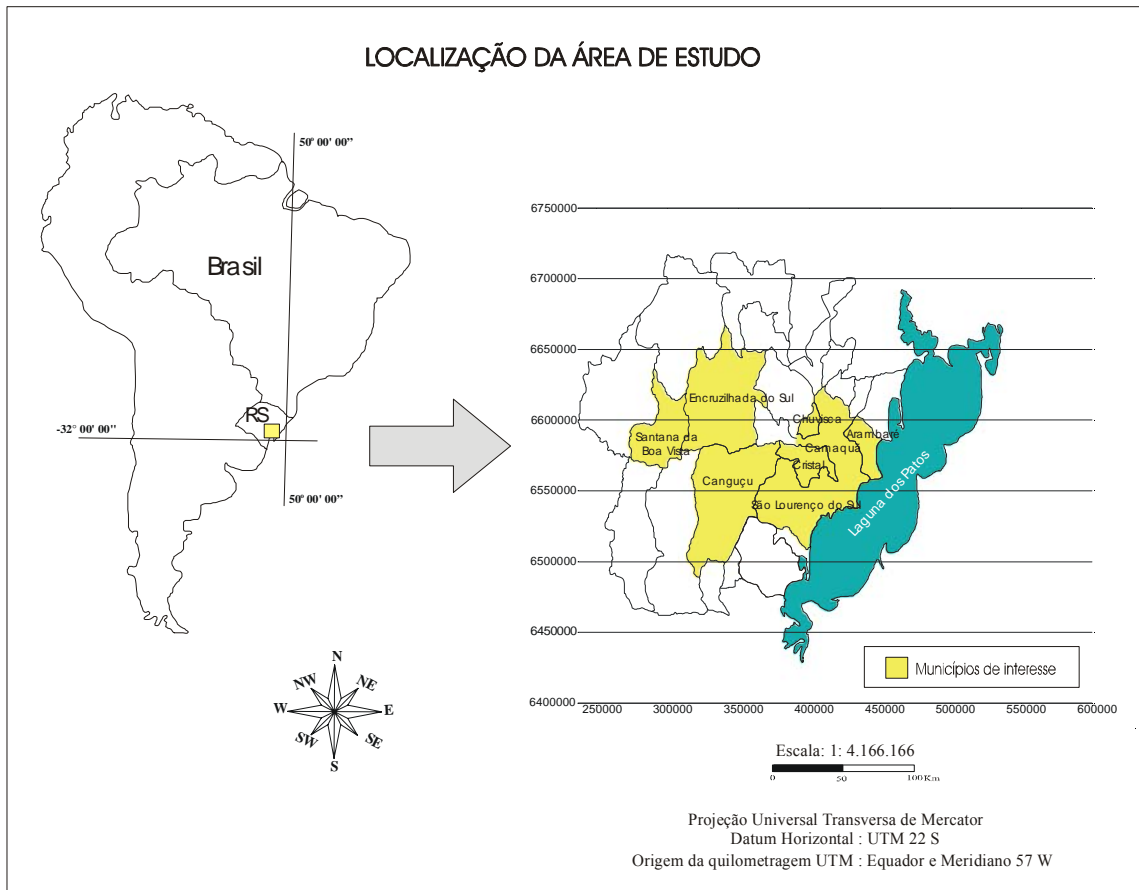 LOCALIZAÇÃO DA ÁREA DE ESTUDO
50º 00' 00”
Brasil
RS
-32° 00' 00”
50º 00' 00”
N
NW
NE
W
E
SW
SE
S
6750000
6700000
6650000
6600000
6550000
6500000
6450000
6400000
Encruzilhada do Sul
Chuvisca
Arambaré
Santana da
Boa Vista
Camaquã
Cristal
Canguçu
São Lourenço do Sul
Laguna dos Patos
Municípios de interesse
250000 300000 350000 400000 450000 500000 550000 600000
Escala: 1: 4.166.166
0 50 100 Km
Projeção Universal Transversa de Mercator
Datum Horizontal : UTM 22 S
Origem da quilometragem UTM : Equador e Meridiano 57 W